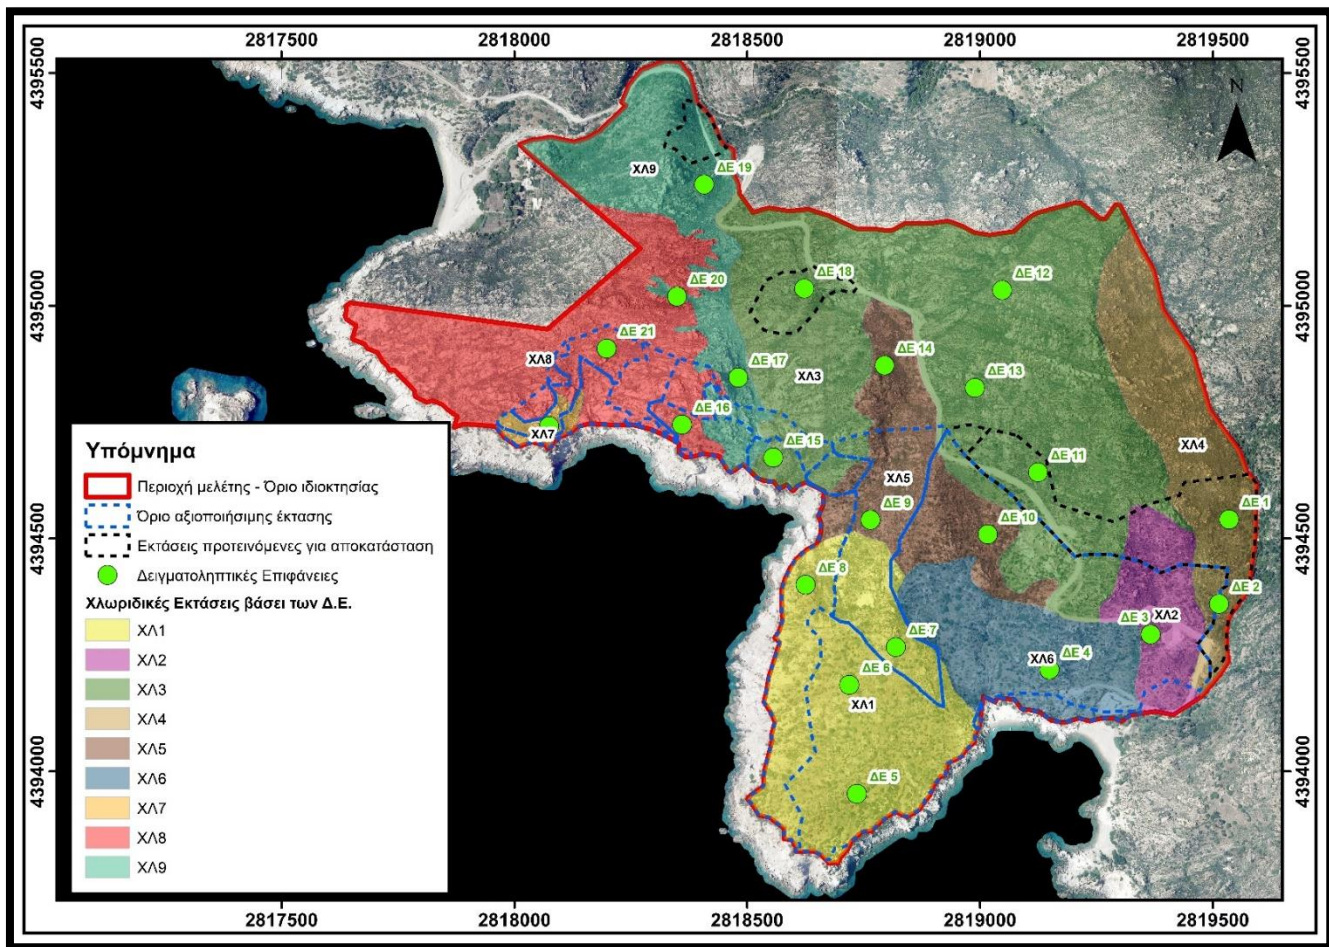 2817500 2818000 2818500 2819000 2819500
4395500 4395500
N
ΔΕ 19
ΧΛ9
ΔΕ 18 ΔΕ 12
ΔΕ 20
4395000 4395000
ΔΕ 21
ΧΛ8 ΔΕ 17 ΧΛ3 ΔΕ 14 ΔΕ 13
ΔΕ 16
ΧΛ7 ΔΕ 15 ΧΛ4
ΔΕ 11
ΧΛ5
ΔΕ 9 ΔΕ 10 ΔΕ 1
4394500 4394500
ΔΕ 8 ΔΕ 2
ΔΕ 7 ΔΕ 3 ΧΛ2
ΔΕ 6 ΧΛ6 ΔΕ 4
ΧΛ1
ΔΕ 5
4394000 4394000
Υπόμνημα
Περιοχή μελέτης - Όριο ιδιοκτησίας
Όριο αξιοποιήσιμης έκτασης
Εκτάσεις προτεινόμενες για αποκατάσταση
Δειγματοληπτικές Επιφάνειες
Χλωριδικές Εκτάσεις βάσει των Δ.Ε.
ΧΛ1
ΧΛ2
ΧΛ3
ΧΛ4
ΧΛ5
ΧΛ6
ΧΛ7
ΧΛ8
ΧΛ9
2817500 2818000 2818500 2819000 2819500